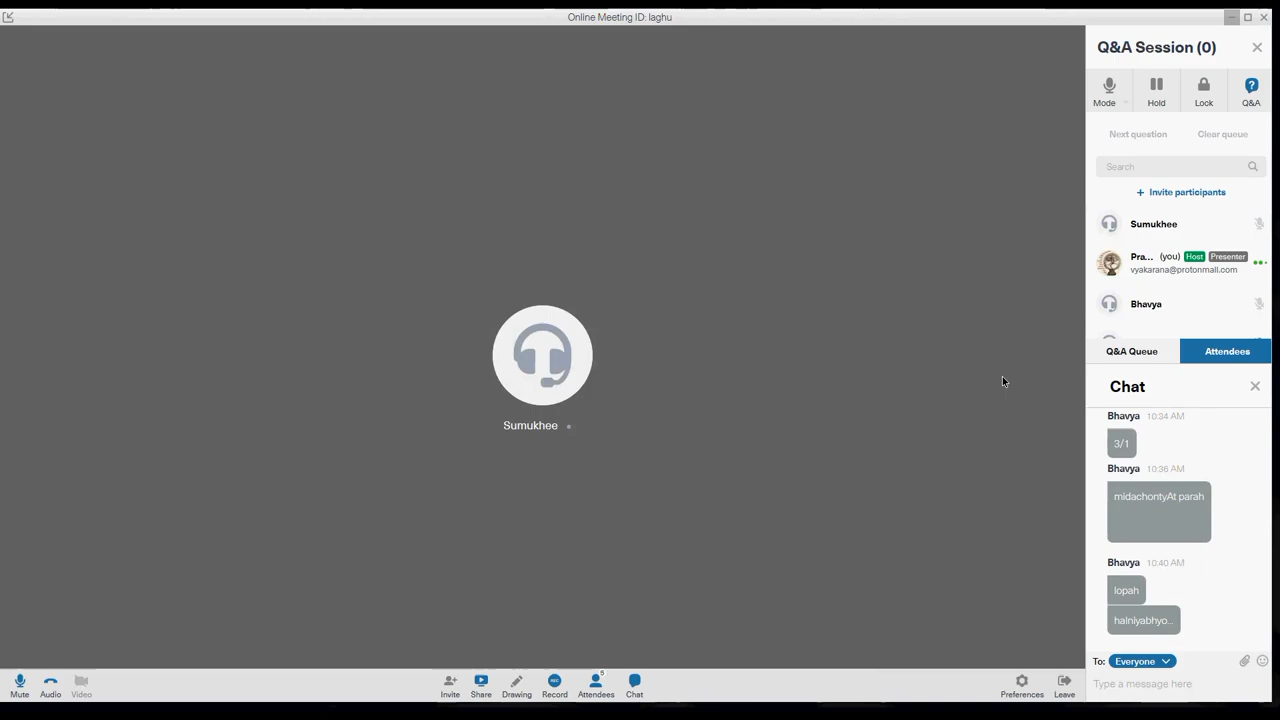 Online Meeting ID: laghu
Q&A Session (0)
Mode
Hold
Lock
Q&A
Next question
Clear queue
Search
+ Invite participants
Sumukhee
Pra... (you) Host Presenter
vyakarana@protonmail.com
Bhavya
Q&A Queue
Attendees
Chat
Bhavya 10:34 AM
3/1
Bhavya 10:36 AM
midachontyAt parah
Bhavya 10:40 AM
lopah
halniyabhyo...
Sumukhee
To: Everyone
Type a message here
Mute
Audio
Video
Invite
Share
Drawing
REC
Record
Attendees
Chat
Preferences
Leave